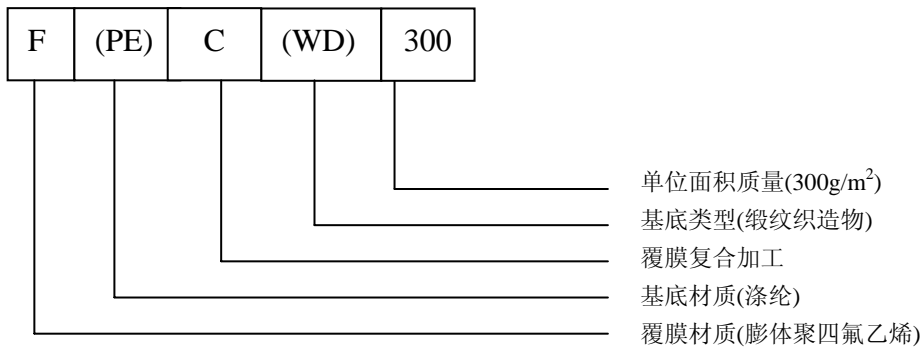 F (PE) C (WD) 300
单位面积质量(300g/m²)
基底类型(缎纹织造物)
覆膜复合加工
基底材质(涤纶)
覆膜材质(膨体聚四氟乙烯)